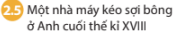 2.5 Một nhà máy kéo sợi bông
ở Anh cuối thế kỉ XVIII